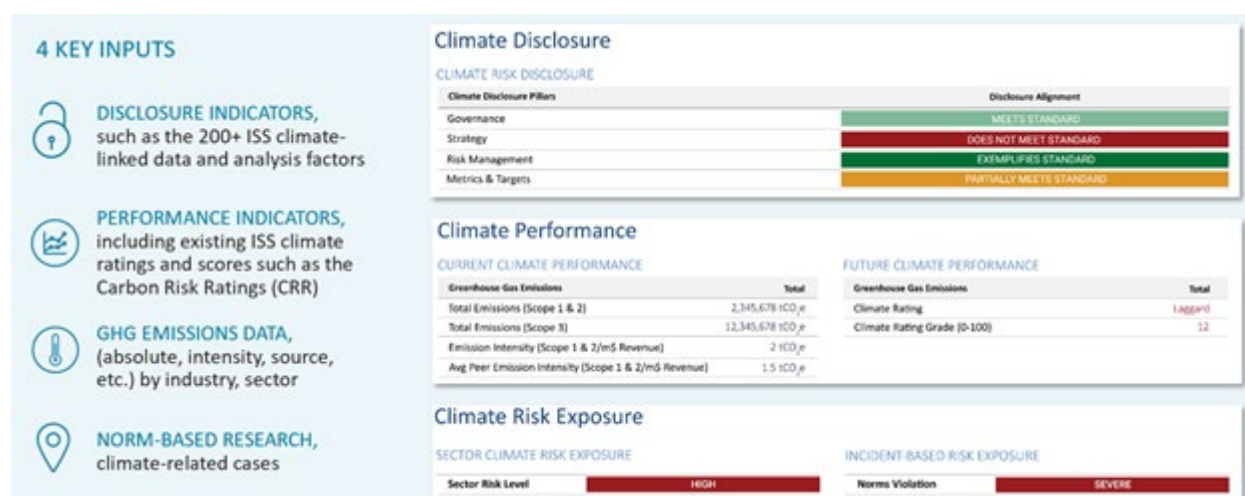 4 KEY INPUTS
DISCLOSURE INDICATORS,
such as the 200+ ISS climate-
linked data and analysis factors
PERFORMANCE INDICATORS,
including existing ISS climate
ratings and scores such as the
Carbon Risk Ratings (CRR)
GHG EMISSIONS DATA,
(absolute, intensity, source,
etc.) by industry, sector
NORM-BASED RESEARCH,
climate-related cases
Climate Disclosure
CLIMATE RISK DISCLOSURE
Climate Disclosure Pillars Disclosure Alignment
Governance MEETS STANDARD
Strategy DOES NOT MEET STANDARD
Risk Management EXEMPLIFIES STANDARD
Metrics & Targets PARTIALLY MEETS STANDARD
Climate Performance
CURRENT CLIMATE PERFORMANCE
Greenhouse Gas Emissions Total
Total Emissions (Scope 1 & 2) 2,345,678 tCO₂e
Total Emissions (Scope 3) 12,345,678 tCO₂e
Emission Intensity (Scope 1 & 2/m$ Revenue) 2 tCO₂e
Avg Peer Emission Intensity (Scope 1 & 2/m$ Revenue) 1.5 tCO₂e
FUTURE CLIMATE PERFORMANCE
Greenhouse Gas Emissions Total
Climate Rating Laggard
Climate Rating Grade (0-100) 12
Climate Risk Exposure
SECTOR CLIMATE RISK EXPOSURE
Sector Risk Level HIGH
INCIDENT-BASED RISK EXPOSURE
Norms Violation SEVERE